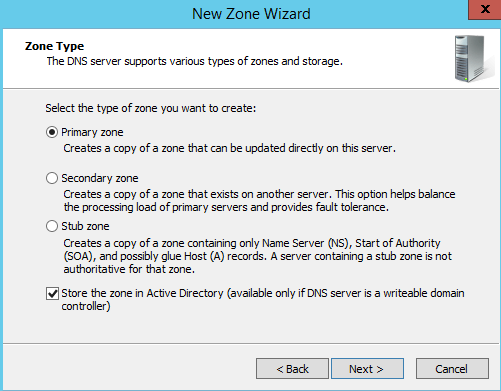 New Zone Wizard
x
Zone Type
The DNS server supports various types of zones and storage.
Select the type of zone you want to create:
Primary zone
Creates a copy of a zone that can be updated directly on this server.
Secondary zone
Creates a copy of a zone that exists on another server. This option helps balance
the processing load of primary servers and provides fault tolerance.
Stub zone
Creates a copy of a zone containing only Name Server (NS), Start of Authority
(SOA), and possibly glue Host (A) records. A server containing a stub zone is not
authoritative for that zone.
Store the zone in Active Directory (available only if DNS server is a writeable domain
controller)
< Back Next > Cancel